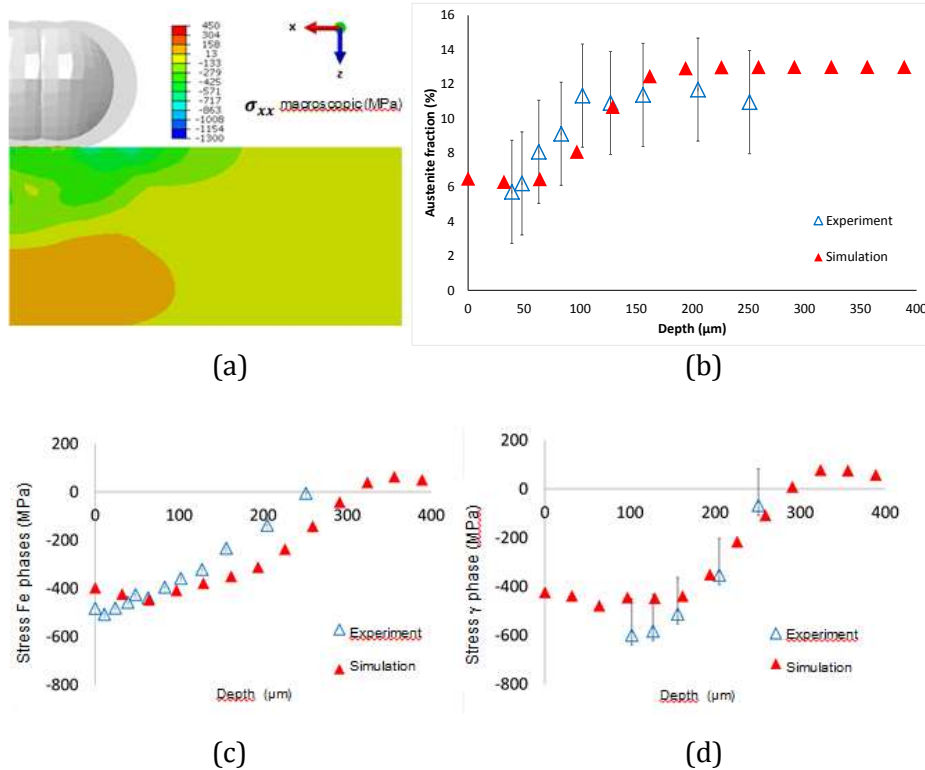 450
304
158
13
-133
-279
-425
-571
-717
-863
-1008
-1154
-1300
x
z
σxx macroscopic (MPa)
(a)
Austenite fraction (%)
16
14
12
10
8
6
4
2
0
0 50 100 150 200 250 300 350 400
Depth (µm)
Experiment
Simulation
(b)
Stress Fe phases (MPa)
200
0
-200
-400
-600
-800
0 100 200 300 400
Experiment
Simulation
Depth (µm)
(c)
Stress γ phase (MPa)
200
0
-200
-400
-600
-800
0 100 200 300 400
Experiment
Simulation
Depth (µm)
(d)